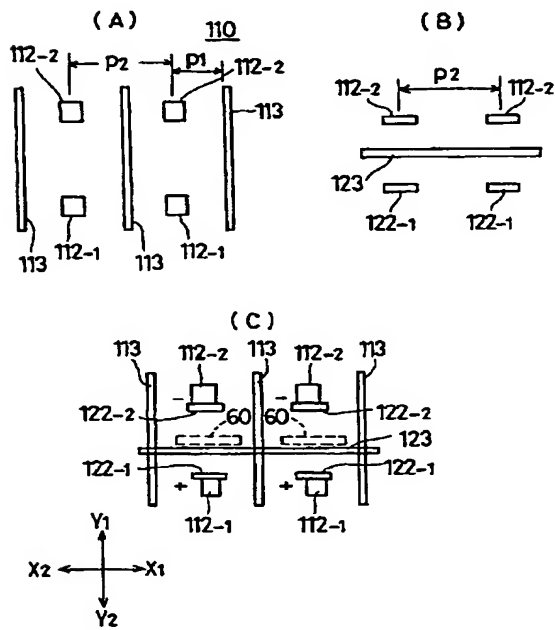 (A)
110
112-2 P2 P1 112-2
113
113 112-1 113 112-1
(B)
P2
112-2 112-2
123
122-1 122-1
(C)
113 112-2 113 112-2 113
- -
122-2 60 60 122-2
123
122-1 122-1
+ +
112-1 112-1
Y1
X2 X1
Y2